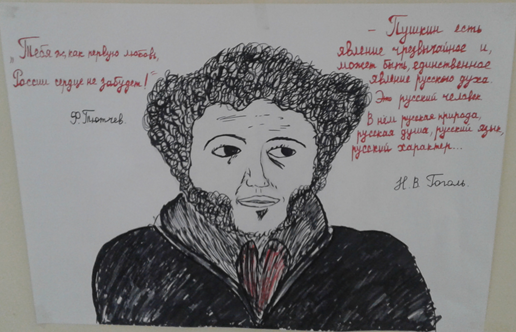 „Тебя ж, как первую любовь,
России сердце не забудет!"
Ф. Тютчев.
- Пушкин есть
явление чрезвычайное и,
может быть, единственное
явление русского духа.
Это русский человек.
В нём русская природа,
русская душа, русский язык,
русский характер...
Н. В. Гоголь.